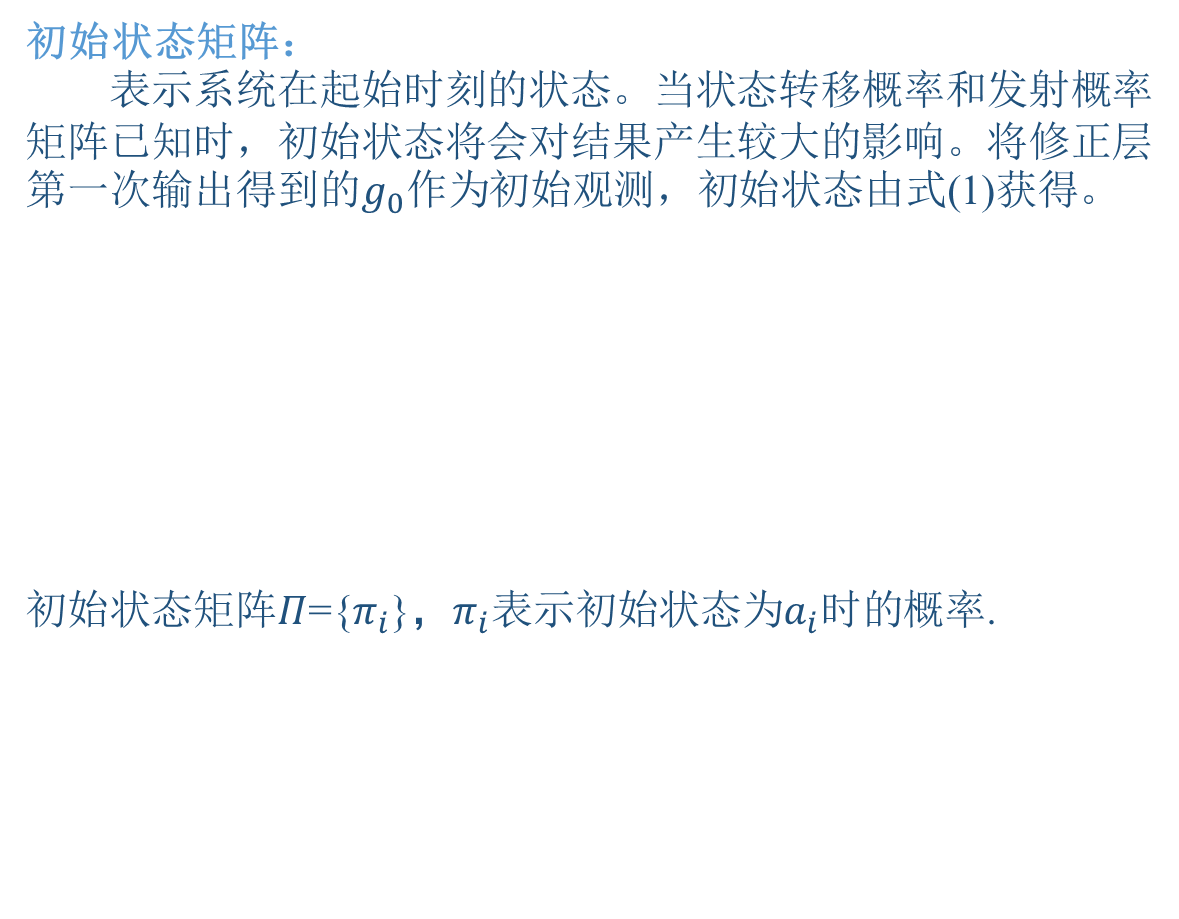 初始状态矩阵：
表示系统在起始时刻的状态。当状态转移概率和发射概率
矩阵已知时，初始状态将会对结果产生较大的影响。将修正层
第一次输出得到的𝑔₀作为初始观测，初始状态由式(1)获得。
初始状态矩阵𝛱={𝜋ᵢ}，𝜋ᵢ表示初始状态为𝑎ᵢ时的概率.